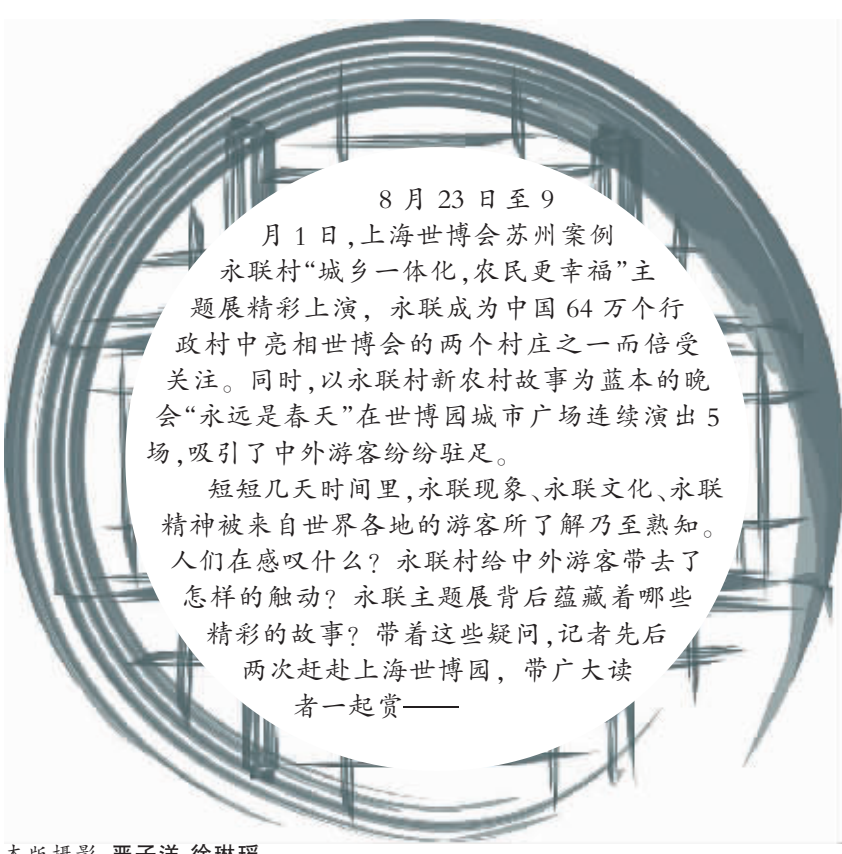 8 月 23 日至 9
月 1 日,上海世博会苏州案例
永联村“城乡一体化,农民更幸福”主
题展精彩上演，永联成为中国 64 万个行
政村中亮相世博会的两个村庄之一而倍受
关注。同时,以永联村新农村故事为蓝本的晚
会“永远是春天”在世博园城市广场连续演出 5
场,吸引了中外游客纷纷驻足。
短短几天时间里,永联现象、永联文化、永联
精神被来自世界各地的游客所了解乃至熟知。
人们在感叹什么？永联村给中外游客带去了
怎样的触动？永联主题展背后蕴藏着哪些
精彩的故事？带着这些疑问,记者先后
两次赶赴上海世博园，带广大读
者一起赏——
本版摄影